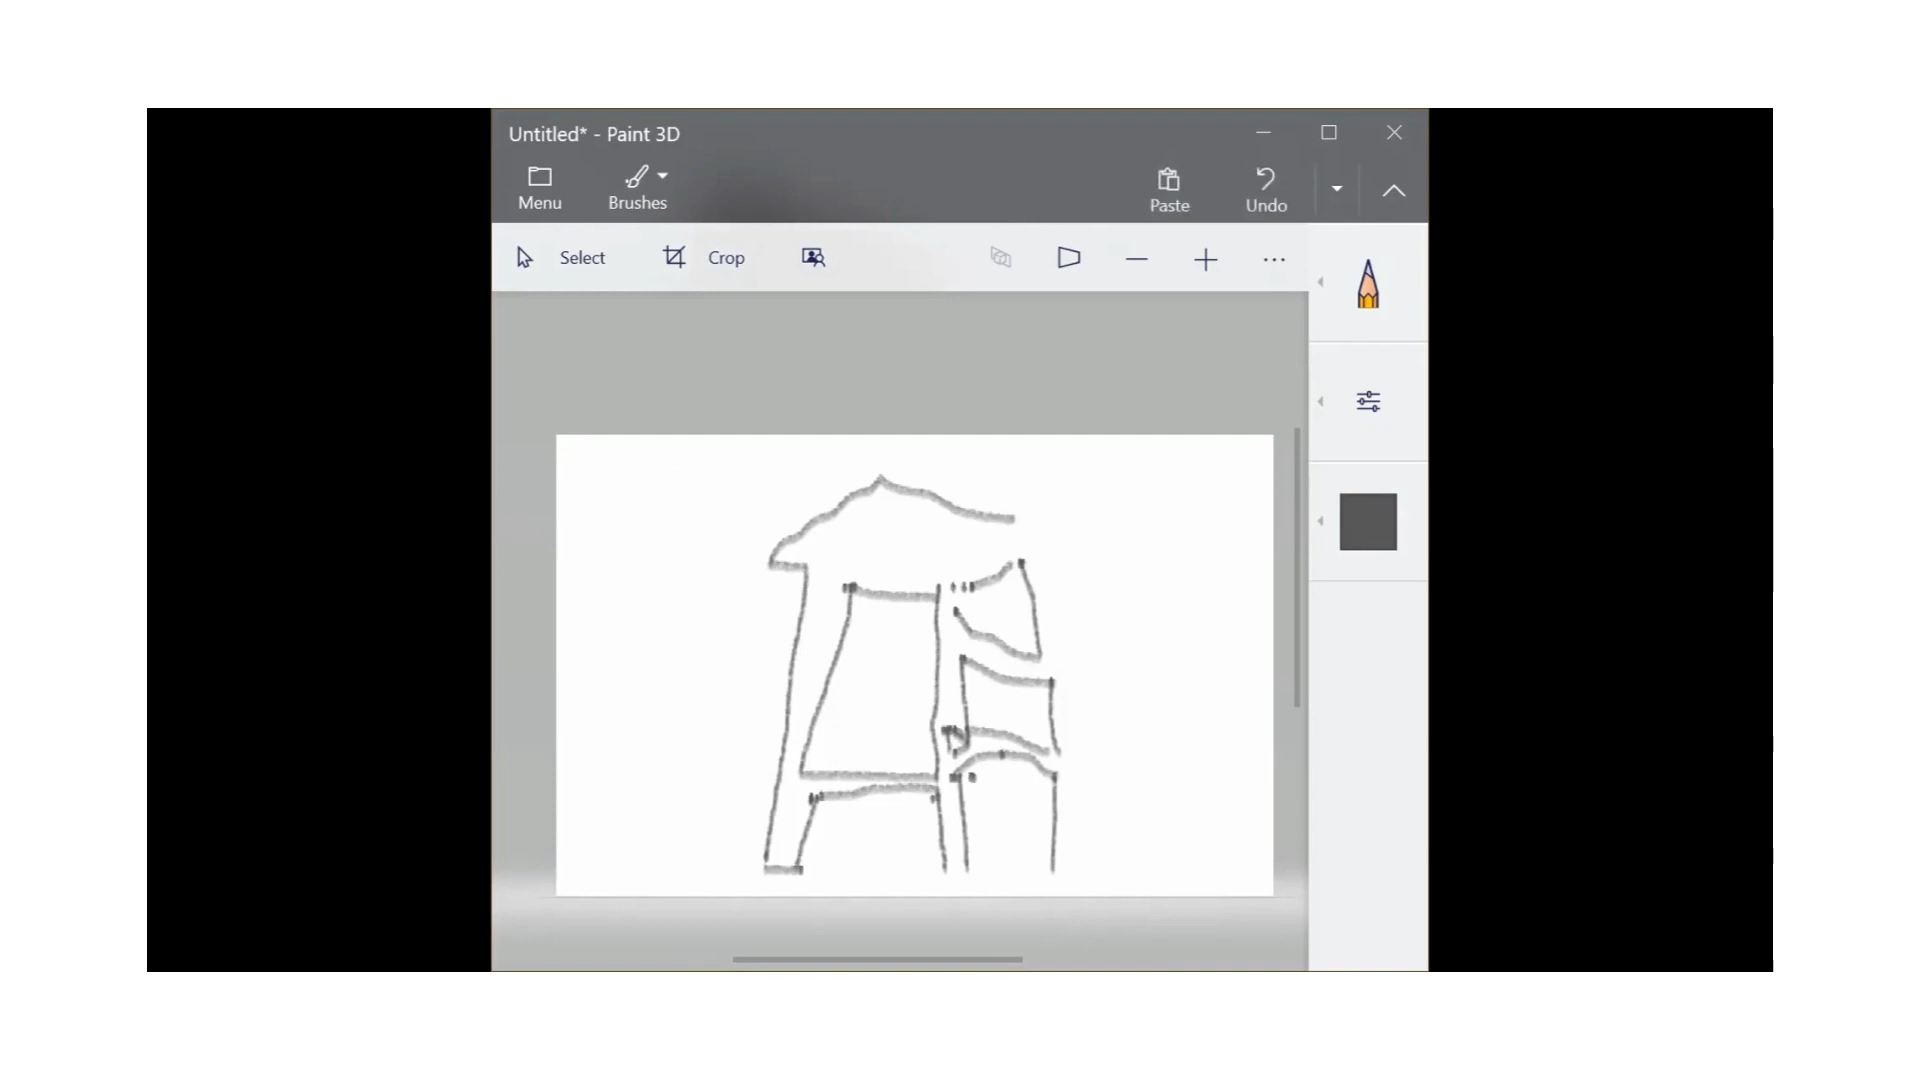 Untitled* - Paint 3D
Menu
Brushes
Paste
Undo
Select
Crop